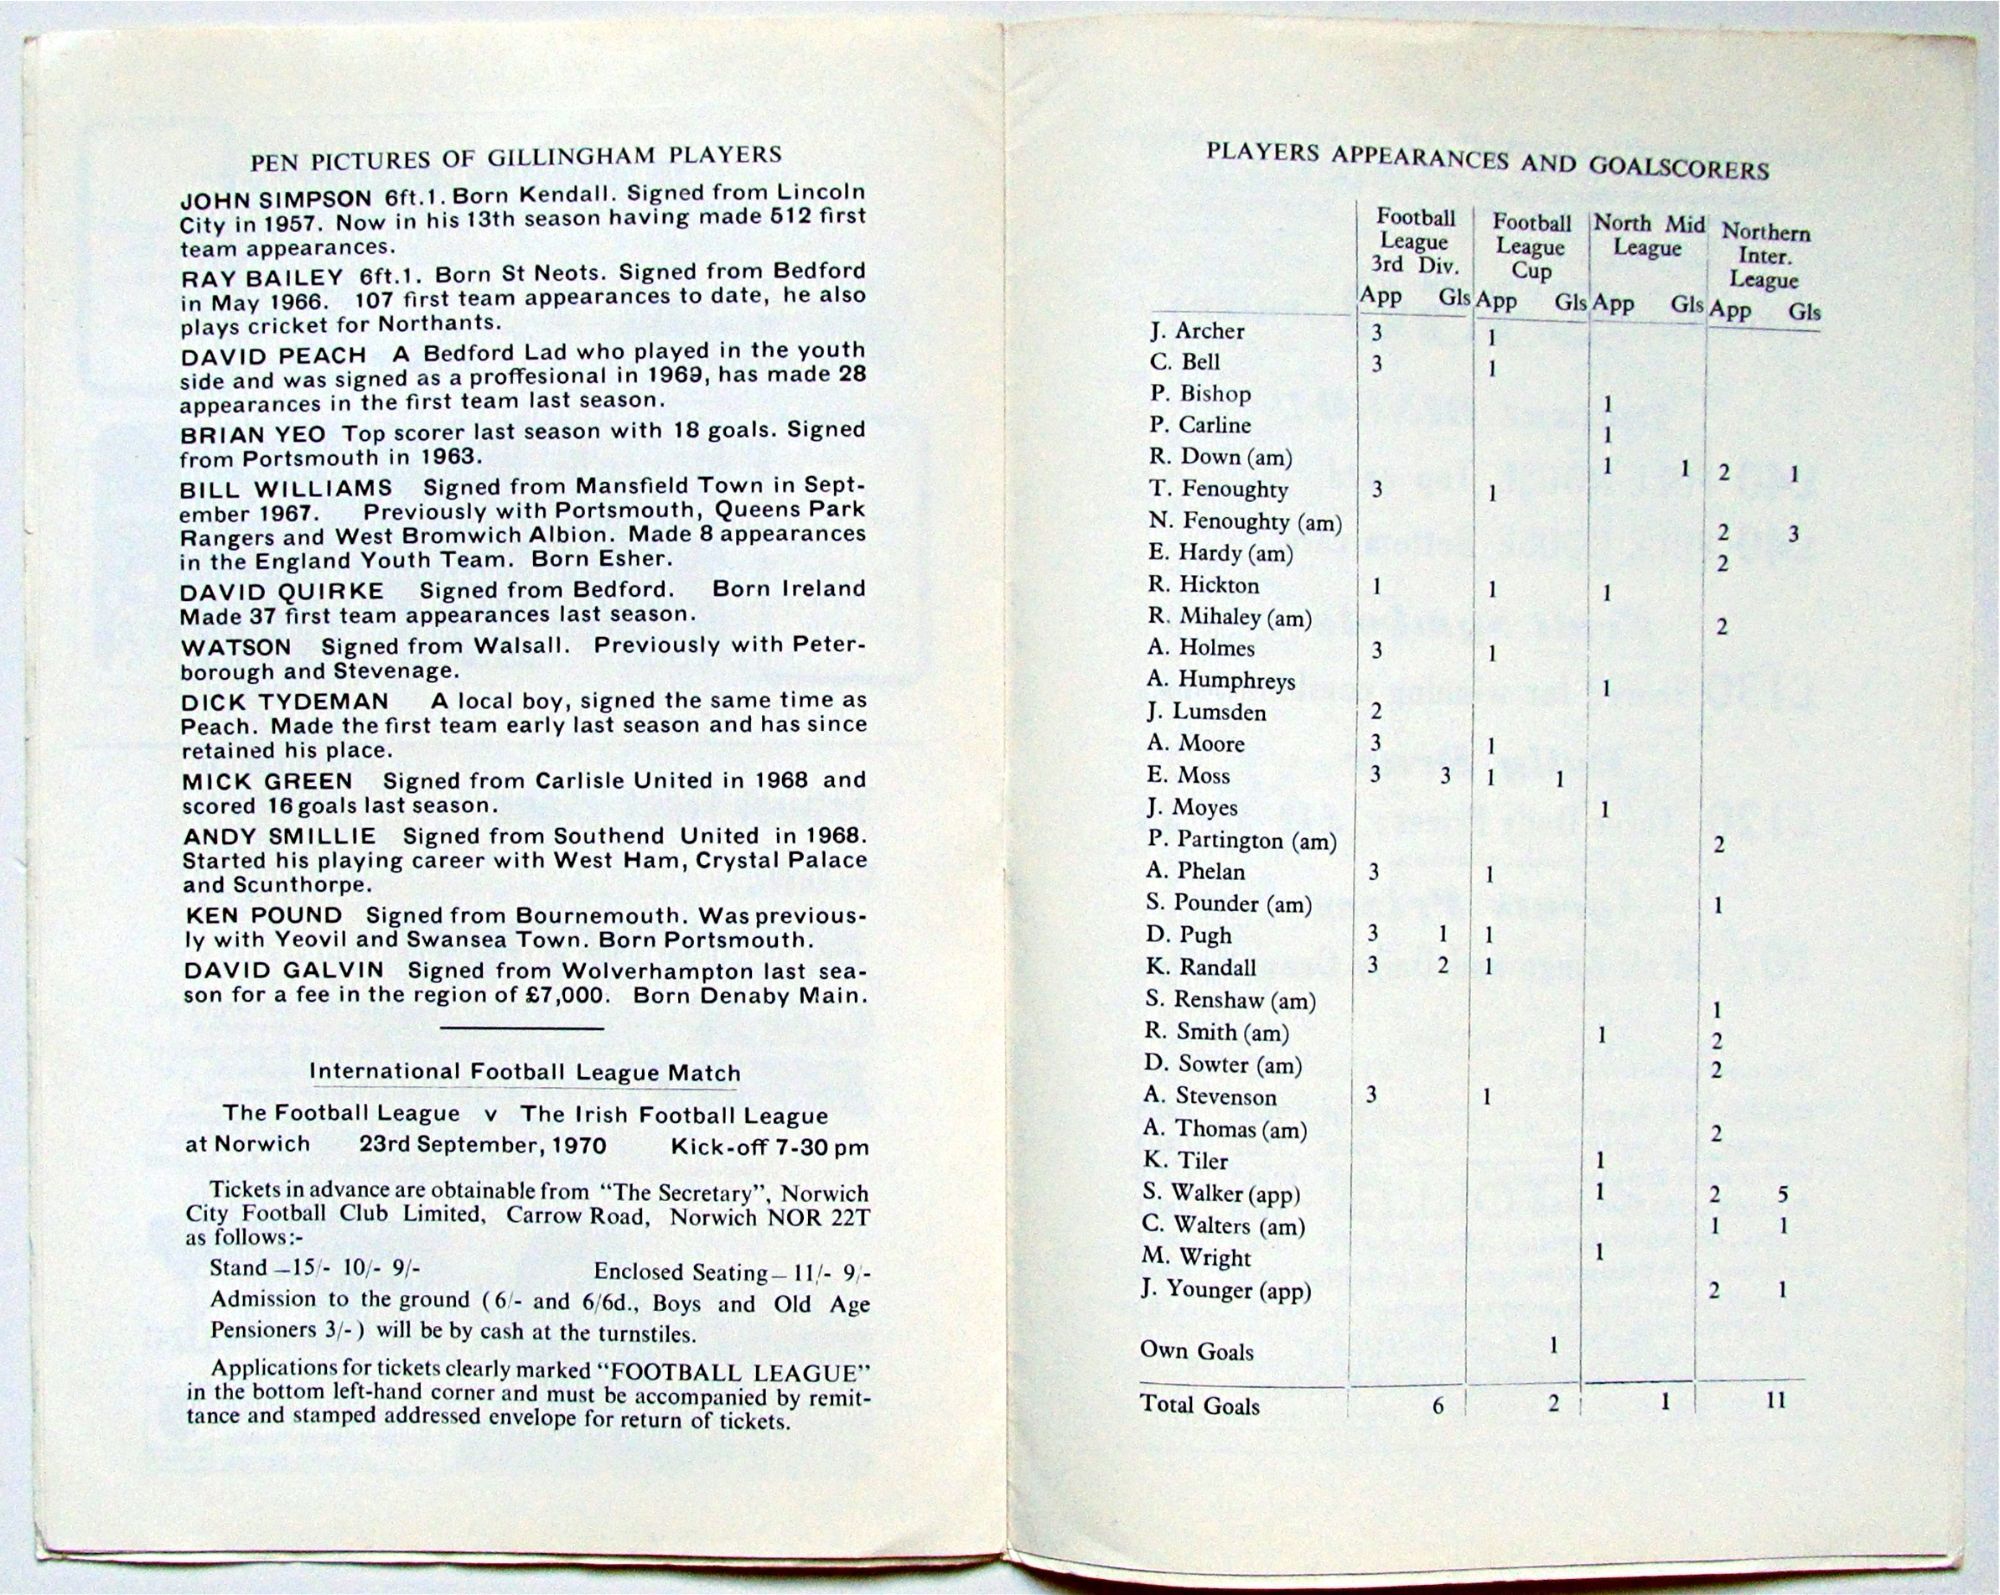 PEN PICTURES OF GILLINGHAM PLAYERS
JOHN SIMPSON 6ft.1. Born Kendall. Signed from Lincoln
City in 1957. Now in his 13th season having made 512 first
team appearances.
RAY BAILEY 6ft.1. Born St Neots. Signed from Bedford
in May 1966. 107 first team appearances to date, he also
plays cricket for Northants.
DAVID PEACH A Bedford Lad who played in the youth
side and was signed as a proffesional in 1969, has made 28
appearances in the first team last season.
BRIAN YEO Top scorer last season with 18 goals. Signed
from Portsmouth in 1963.
BILL WILLIAMS Signed from Mansfield Town in Sept-
ember 1967. Previously with Portsmouth, Queens Park
Rangers and West Bromwich Albion. Made 8 appearances
in the England Youth Team. Born Esher.
DAVID QUIRKE Signed from Bedford. Born Ireland
Made 37 first team appearances last season.
WATSON Signed from Walsall. Previously with Peter-
borough and Stevenage.
DICK TYDEMAN A local boy, signed the same time as
Peach. Made the first team early last season and has since
retained his place.
MICK GREEN Signed from Carlisle United in 1968 and
scored 16 goals last season.
ANDY SMILLIE Signed from Southend United in 1968.
Started his playing career with West Ham, Crystal Palace
and Scunthorpe.
KEN POUND Signed from Bournemouth. Was previous-
ly with Yeovil and Swansea Town. Born Portsmouth.
DAVID GALVIN Signed from Wolverhampton last sea-
son for a fee in the region of £7,000. Born Denaby Main.
International Football League Match
The Football League v The Irish Football League
at Norwich 23rd September, 1970 Kick-off 7-30 pm
Tickets in advance are obtainable from "The Secretary", Norwich
City Football Club Limited, Carrow Road, Norwich NOR 22T
as follows:-
Stand —15/- 10/- 9/- Enclosed Seating— 11/- 9/-
Admission to the ground (6/- and 6/6d., Boys and Old Age
Pensioners 3/-) will be by cash at the turnstiles.
Applications for tickets clearly marked "FOOTBALL LEAGUE"
in the bottom left-hand corner and must be accompanied by remit-
tance and stamped addressed envelope for return of tickets.
PLAYERS APPEARANCES AND GOALSCORERS
Football Football North Mid Northern
League League League Inter.
3rd Div. Cup League
App Gls App Gls App Gls App Gls
J. Archer 3 1
C. Bell 3 1
P. Bishop 1
P. Carline 1
R. Down (am) 1 1 2 1
T. Fenoughty 3 1
N. Fenoughty (am) 2 3
E. Hardy (am) 2
R. Hickton 1 1 1
R. Mihaley (am) 2
A. Holmes 3 1
A. Humphreys 1
J. Lumsden 2
A. Moore 3 1
E. Moss 3 3 1 1
J. Moyes 1
P. Partington (am) 2
A. Phelan 3 1
S. Pounder (am) 1
D. Pugh 3 1 1
K. Randall 3 2 1
S. Renshaw (am) 1
R. Smith (am) 1 2
D. Sowter (am) 2
A. Stevenson 3 1
A. Thomas (am) 2
K. Tiler 1
S. Walker (app) 1 2 5
C. Walters (am) 1 1
M. Wright 1
J. Younger (app) 2 1
Own Goals 1
Total Goals 6 2 1 11